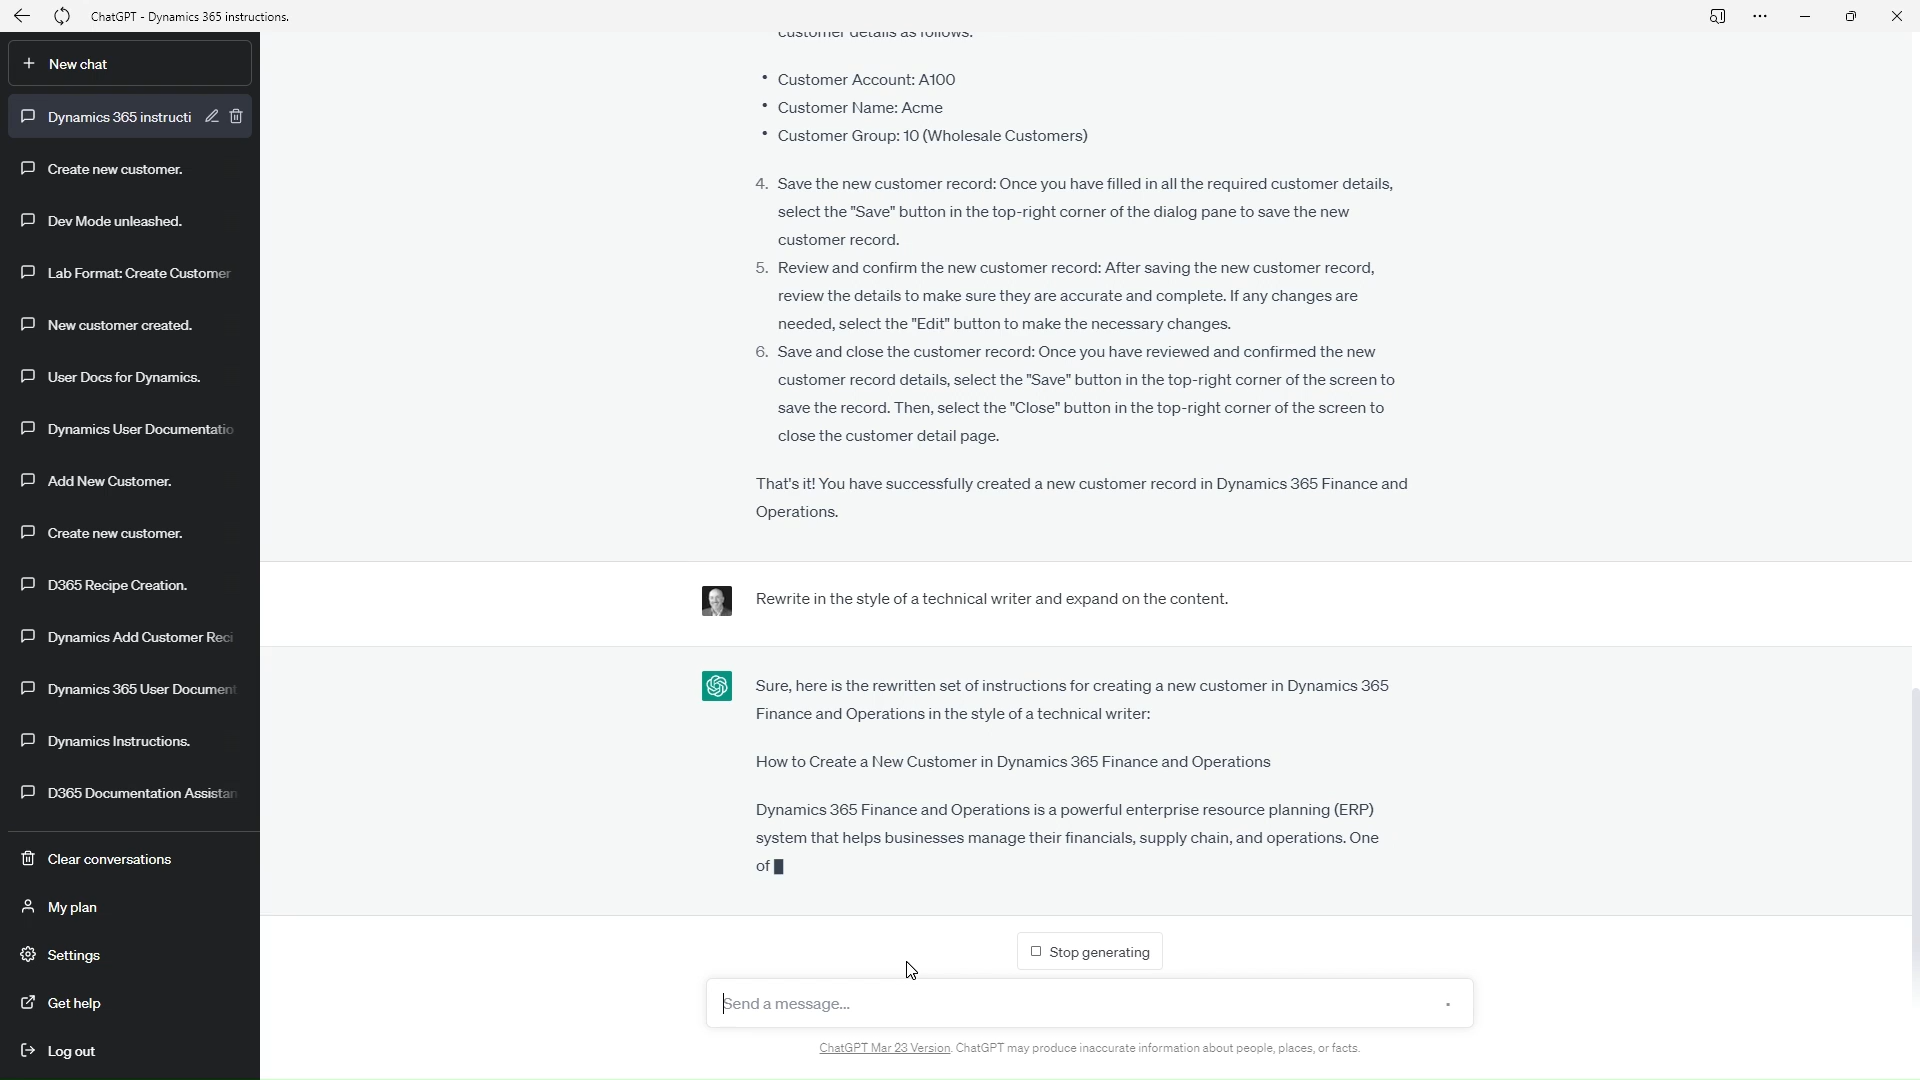 ChatGPT - Dynamics 365 instructions.
New chat
Dynamics 365 instructi
Create new customer.
Dev Mode unleashed.
Lab Format: Create Customer
New customer created.
User Docs for Dynamics.
Dynamics User Documentatio
Add New Customer.
Create new customer.
D365 Recipe Creation.
Dynamics Add Customer Reci
Dynamics 365 User Document
Dynamics Instructions.
D365 Documentation Assistan
Clear conversations
My plan
Settings
Get help
Log out
customer details as follows:
• Customer Account: A100
• Customer Name: Acme
• Customer Group: 10 (Wholesale Customers)
4. Save the new customer record: Once you have filled in all the required customer details,
select the "Save" button in the top-right corner of the dialog pane to save the new
customer record.
5. Review and confirm the new customer record: After saving the new customer record,
review the details to make sure they are accurate and complete. If any changes are
needed, select the "Edit" button to make the necessary changes.
6. Save and close the customer record: Once you have reviewed and confirmed the new
customer record details, select the "Save" button in the top-right corner of the screen to
save the record. Then, select the "Close" button in the top-right corner of the screen to
close the customer detail page.
That's it! You have successfully created a new customer record in Dynamics 365 Finance and
Operations.
Rewrite in the style of a technical writer and expand on the content.
Sure, here is the rewritten set of instructions for creating a new customer in Dynamics 365
Finance and Operations in the style of a technical writer:
How to Create a New Customer in Dynamics 365 Finance and Operations
Dynamics 365 Finance and Operations is a powerful enterprise resource planning (ERP)
system that helps businesses manage their financials, supply chain, and operations. One
of
Stop generating
Send a message...
ChatGPT Mar 23 Version. ChatGPT may produce inaccurate information about people, places, or facts.